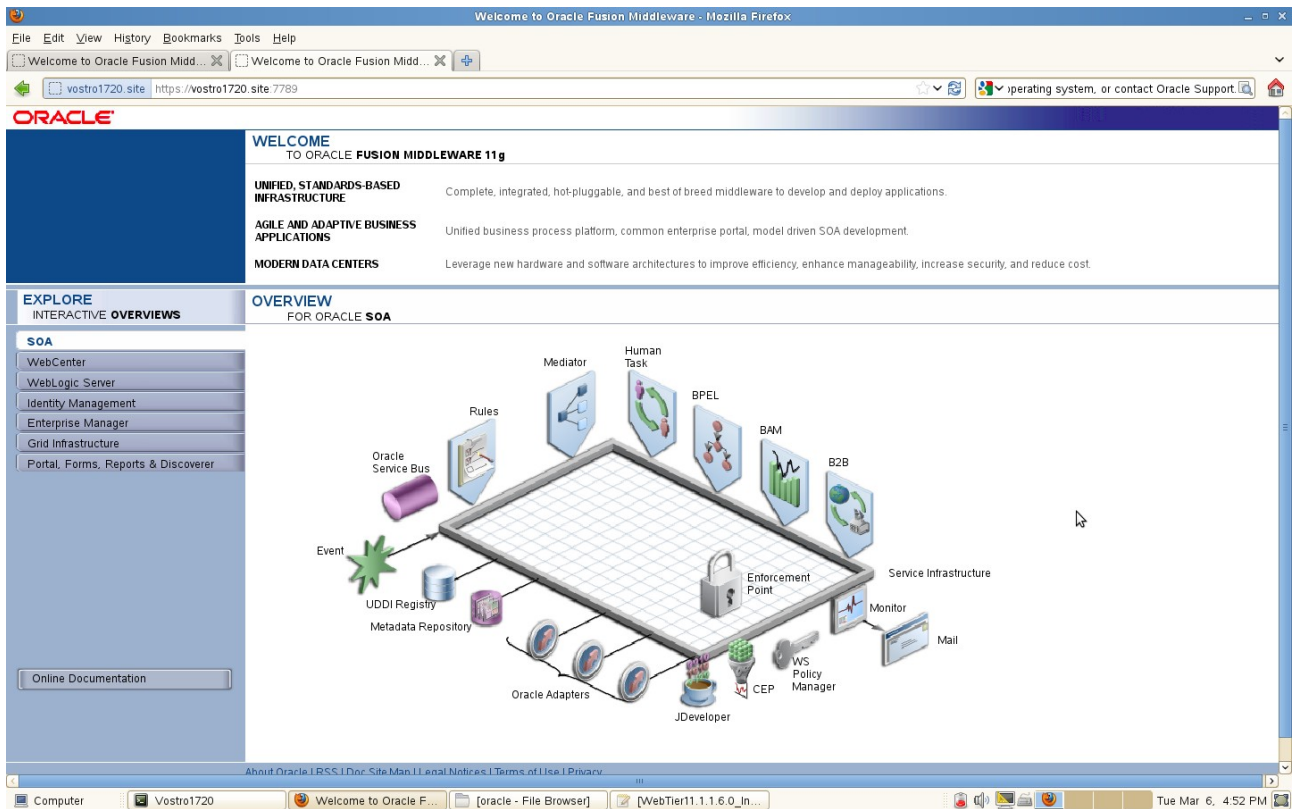 Welcome to Oracle Fusion Middleware - Mozilla Firefox
File Edit View History Bookmarks Tools Help
Welcome to Oracle Fusion Midd... Welcome to Oracle Fusion Midd...
vostro1720.site https://vostro1720.site:7789 perating system, or contact Oracle Support.
ORACLE
WELCOME
TO ORACLE FUSION MIDDLEWARE 11g
UNIFIED, STANDARDS-BASED INFRASTRUCTURE
Complete, integrated, hot-pluggable, and best of breed middleware to develop and deploy applications.
AGILE AND ADAPTIVE BUSINESS APPLICATIONS
Unified business process platform, common enterprise portal, model driven SOA development.
MODERN DATA CENTERS
Leverage new hardware and software architectures to improve efficiency, enhance manageability, increase security, and reduce cost.
EXPLORE
INTERACTIVE OVERVIEWS
SOA
WebCenter
WebLogic Server
Identity Management
Enterprise Manager
Grid Infrastructure
Portal, Forms, Reports & Discoverer
Online Documentation
OVERVIEW
FOR ORACLE SOA
Human
Task
Mediator
BPEL
Rules
BAM
Oracle
Service Bus
B2B
Event
Enforcement
Point
Service Infrastructure
UDDI Registry
Monitor
Metadata Repository
Mail
WS
Policy
Manager
CEP
Oracle Adapters
JDeveloper
About Oracle | RSS | Doc Site Map | Legal Notices | Terms of Use | Privacy
Computer Vostro1720 Welcome to Oracle F... [oracle - File Browser] [WebTier11.1.1.6.0_In... Tue Mar 6, 4:52 PM